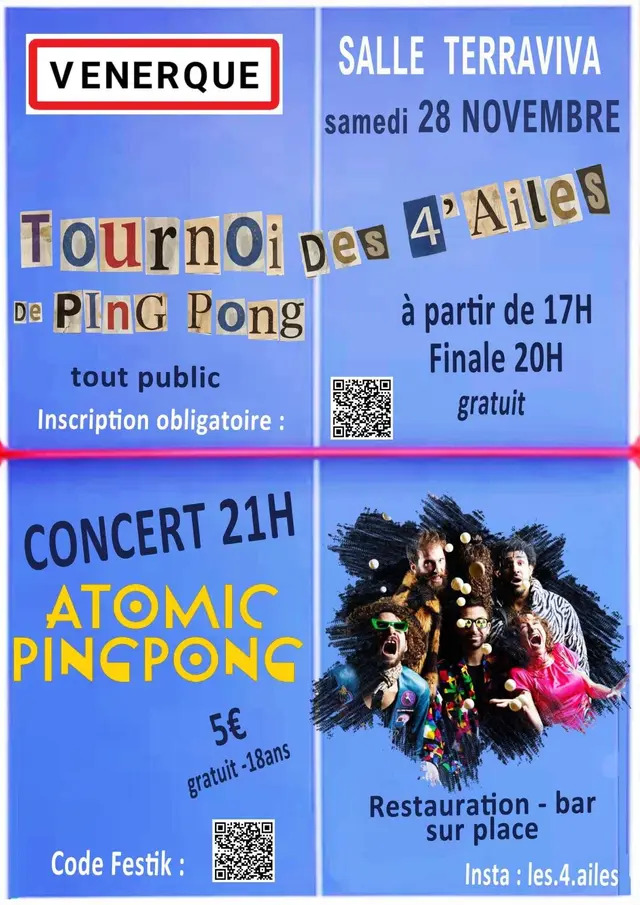 VENERQUE
SALLE TERRAVIVA
samedi 28 NOVEMBRE
Tournoi Des 4'Ailes
De PIng Pong
tout public
Inscription obligatoire :
à partir de 17H
Finale 20H
gratuit
CONCERT 21H
ATOMIC
PINGPONG
5€
gratuit -18ans
Code Festik :
Restauration - bar
sur place
Insta : les.4.ailes